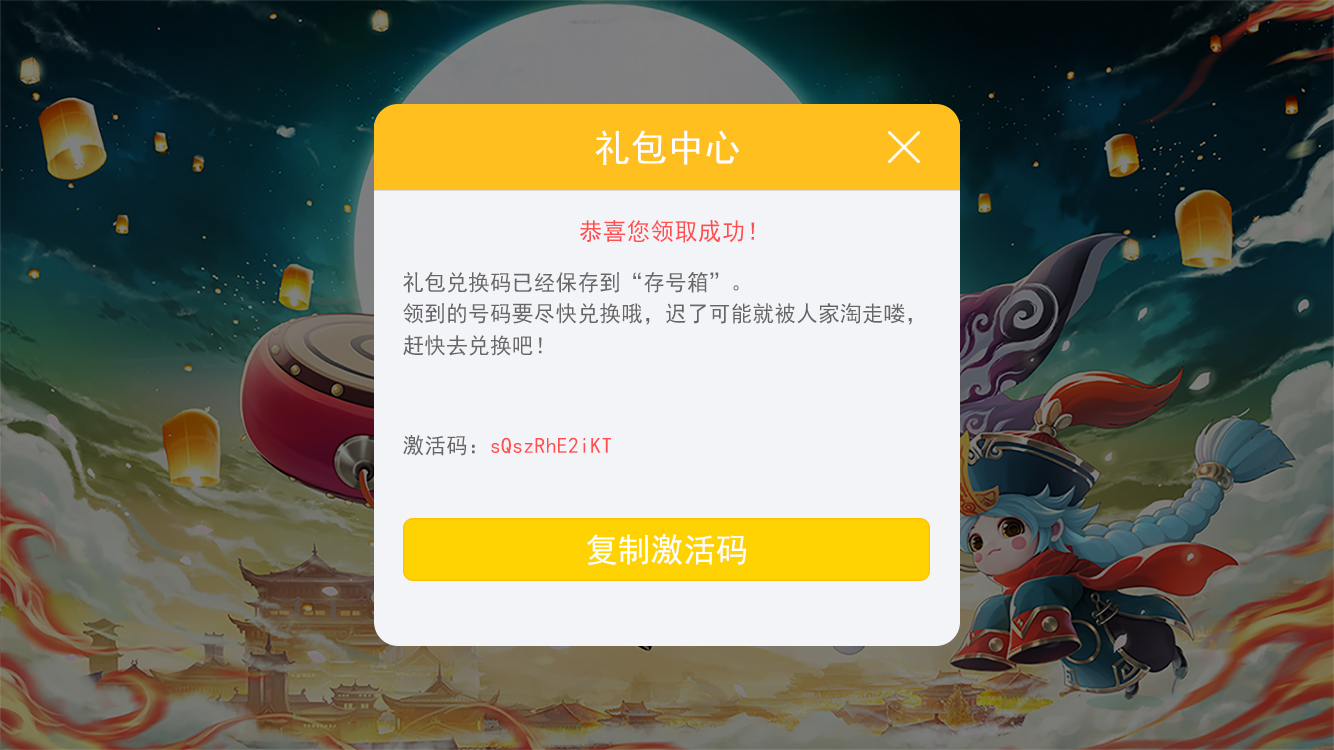 礼包中心
恭喜您领取成功！
礼包兑换码已经保存到“存号箱”。
领到的号码要尽快兑换哦，迟了可能就被人家淘走喽，
赶快去兑换吧！
激活码：sQszRhE2iKT
复制激活码